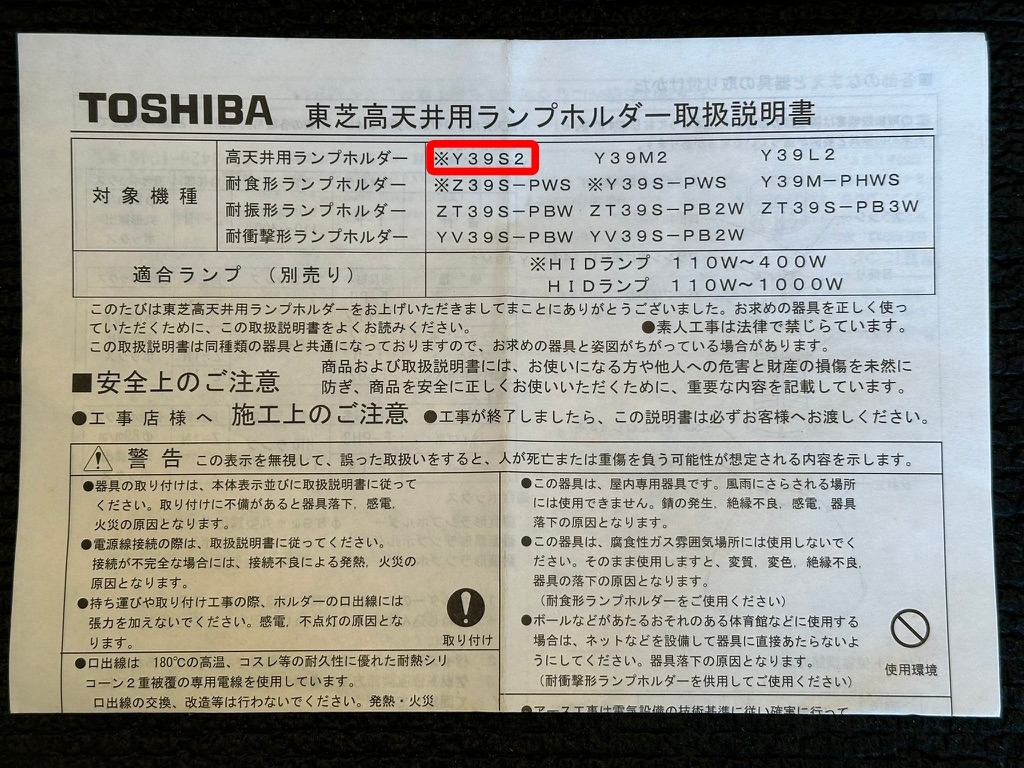 TOSHIBA 東芝高天井用ランプホルダー取扱説明書
対象機種
高天井用ランプホルダー ※Y39S2 Y39M2 Y39L2
耐食形ランプホルダー ※Z39S−PWS ※Y39S−PWS Y39M−PHWS
耐振形ランプホルダー ZT39S−PBW ZT39S−PB2W ZT39S−PB3W
耐衝撃形ランプホルダー YV39S−PBW YV39S−PB2W
適合ランプ (別売り) ※HIDランプ 110W〜400W
HIDランプ 110W〜1000W
このたびは東芝高天井用ランプホルダーをお上げいただきましてまことにありがとうございました。お求めの器具を正しく使っ
ていただくために、この取扱説明書をよくお読みください。 ●素人工事は法律で禁じられています。
この取扱説明書は同種類の器具と共通になっておりますので、お求めの器具と姿図がちがっている場合があります。
■安全上のご注意
商品および取扱説明書には、お使いになる方や他人への危害と財産の損傷を未然に
防ぎ、商品を安全に正しくお使いいただくために、重要な内容を記載しています。
●工事店様へ 施工上のご注意 ●工事が終了しましたら、この説明書は必ずお客様へお渡しください。
警告 この表示を無視して、誤った取扱いをすると、人が死亡または重傷を負う可能性が想定される内容を示します。
●器具の取り付けは、本体表示並びに取扱説明書に従って
ください。取り付けに不備があると器具落下、感電、
火災の原因となります。
●電源線接続の際は、取扱説明書に従ってください。
接続が不完全な場合には、接続不良による発熱、火災の
原因となります。
●持ち運びや取り付け工事の際、ホルダーの口出線には
張力を加えないでください。感電、不点灯の原因とな
ります。
取り付け
●口出線は 180℃の高温、コスレ等の耐久性に優れた耐熱シリ
コーン2重被覆の専用電線を使用しています。
口出線の交換、改造等は行わないでください。発熱・火災
●この器具は、屋内専用器具です。風雨にさらされる場所
には使用できません。錆の発生、絶縁不良、感電、器具
落下の原因となります。
●この器具は、腐食性ガス雰囲気場所には使用しないでく
ださい。そのまま使用しますと、変質、変色、絶縁不良、
器具の落下の原因となります。
(耐食形ランプホルダーをご使用ください)
●ボールなどがあたるおそれのある体育館などに使用する
場合は、ネットなどを設備して器具に直接あたらないよ
うにしてください。器具落下の原因となります。
(耐衝撃形ランプホルダーを供用してご使用ください)
使用環境
●アース工事は電気設備の技術基準に従い確実に行って